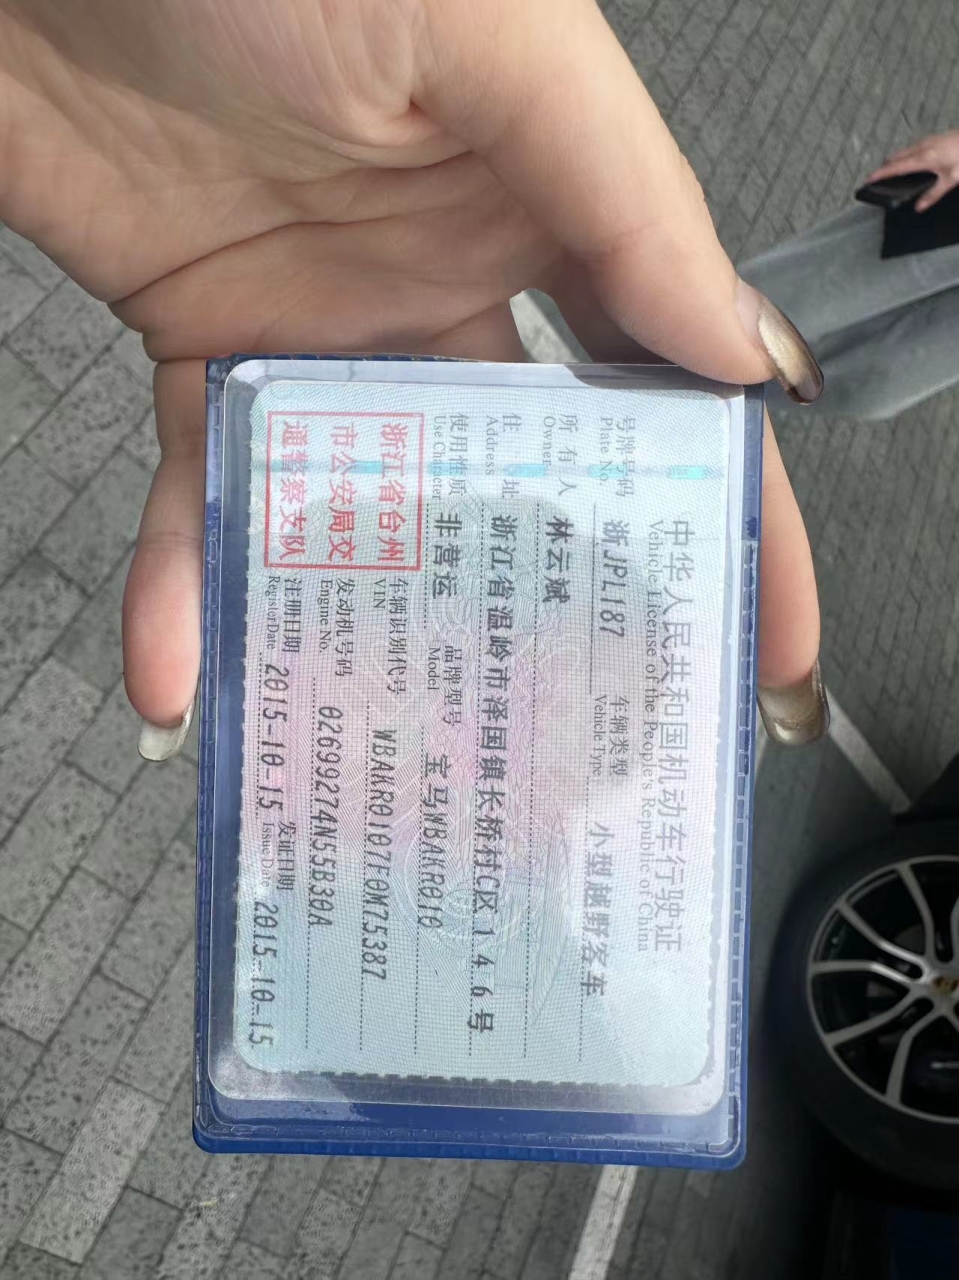 中华人民共和国机动车行驶证
Vehicle License of the People's Republic of China
号牌号码 浙JPL187 车辆类型 小型越野客车
Plate No. Vehicle Type
所有人 林云斌
Owner
住址 浙江省温岭市泽国镇长桥村C区146号
Address
使用性质 非营运 品牌型号 宝马WBAKR010
Use Character Model
浙江省台州
市公安局交
通警察支队
车辆识别代号 WBAKR0107F0M75387
VIN
发动机号码 02699274N55B30A
Engine No.
注册日期 2015-10-15 发证日期 2015-10-15
Register Date Issue Date